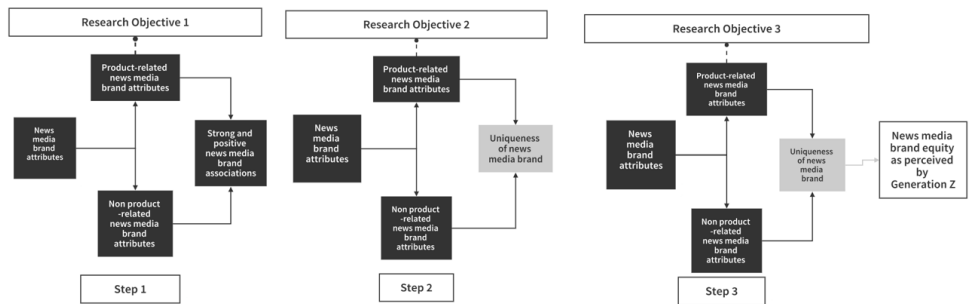 Research Objective 1
Product-related
news media
brand attributes
News
media
brand
attributes
Strong and
positive
news media
brand
associations
Non product
-related
news media
brand
attributes
Step 1
Research Objective 2
Product-related
news media
brand attributes
News
media
brand
attributes
Uniqueness
of news
media brand
Non product
-related
news media
brand
attributes
Step 2
Research Objective 3
Product-related
news media
brand
attributes
News
media
brand
attributes
Uniqueness
of news
media
brand
News media
brand equity
as perceived
by
Generation Z
Non product
-related
news media
brand
attributes
Step 3